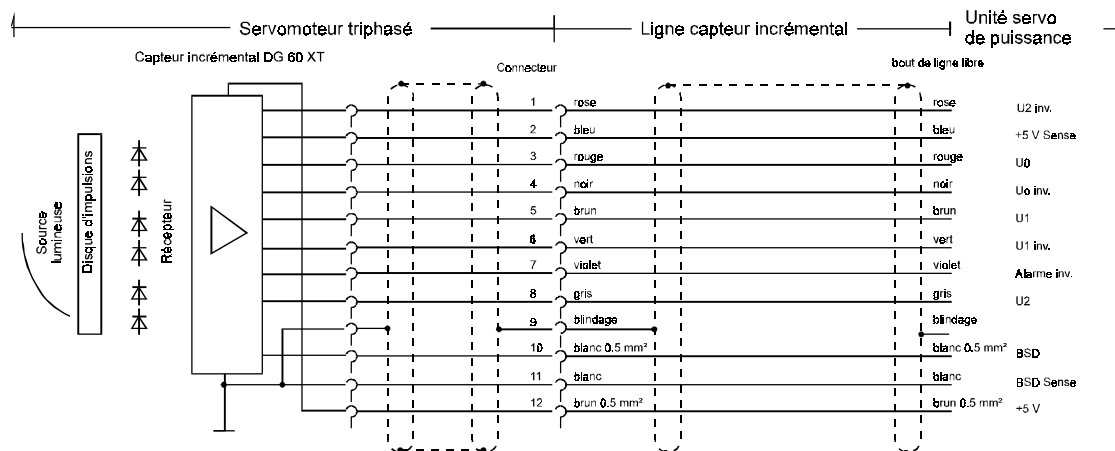 Servomoteur triphasé
Ligne capteur incrémental
Unité servo
de puissance
Capteur incrémental DG 60 XT
Connecteur
bout de ligne libre
1 rose rose U2 inv.
2 bleu bleu +5 V Sense
3 rouge rouge U0
4 noir noir Uo inv.
5 brun brun U1
6 vert vert U1 inv.
7 violet violet Alarme inv.
8 gris gris U2
9 blindage blindage
10 blanc 0.5 mm² blanc 0.5 mm² BSD
11 blanc blanc BSD Sense
12 brun 0.5 mm² brun 0.5 mm² +5 V
Source
lumineuse
Disque d'impulsions
Récepteur